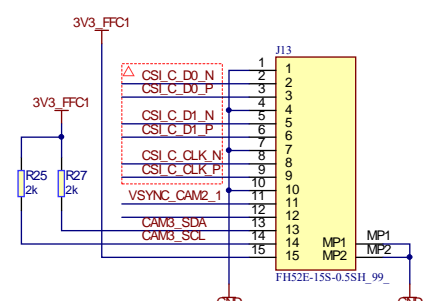 3V3_FFC1
J13
1 1
CSI_C_D0_N 2 2
CSI_C_D0_P 3 3
4 4
CSI_C_D1_N 5 5
CSI_C_D1_P 6 6
7 7
CSI_C_CLK_N 8 8
CSI_C_CLK_P 9 9
10 10
VSYNC_CAM2_1 11 11
12 12
CAM3_SDA 13 13
CAM3_SCL 14 14
15 15
3V3_FFC1
R25 2k
R27 2k
MP1 MP1
MP2 MP2
FH52E-15S-0.5SH_99_